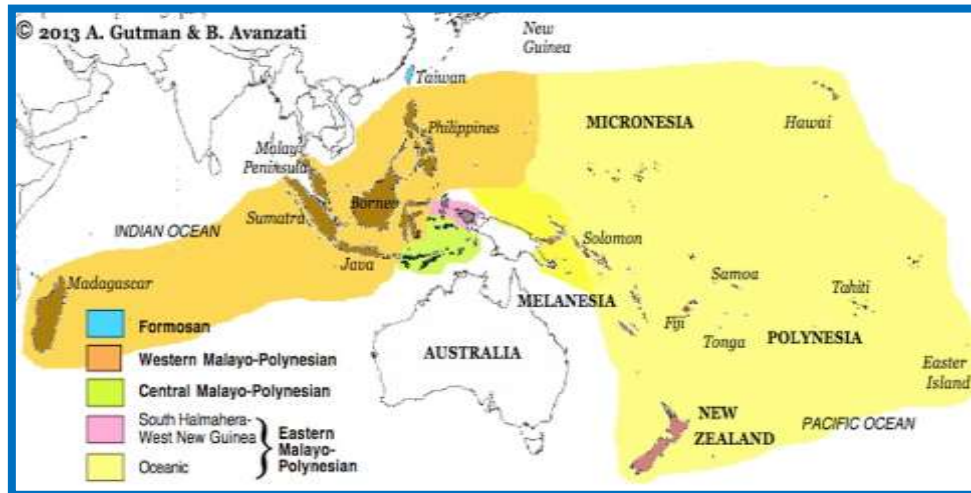 © 2013 A. Gutman & B. Avanzati
New
Guinea
Taiwan
MICRONESIA
Hawai
Philippines
Malay
Peninsula
Borneo
Sumatra
INDIAN OCEAN
Solomon
Java
Madagascar
MELANESIA
Samoa
Tahiti
Fiji
Tonga
POLYNESIA
AUSTRALIA
Easter
Island
NEW
ZEALAND
PACIFIC OCEAN
Formosan
Western Malayo-Polynesian
Central Malayo-Polynesian
South Halmahera-
West New Guinea
Oceanic
Eastern
Malayo-
Polynesian